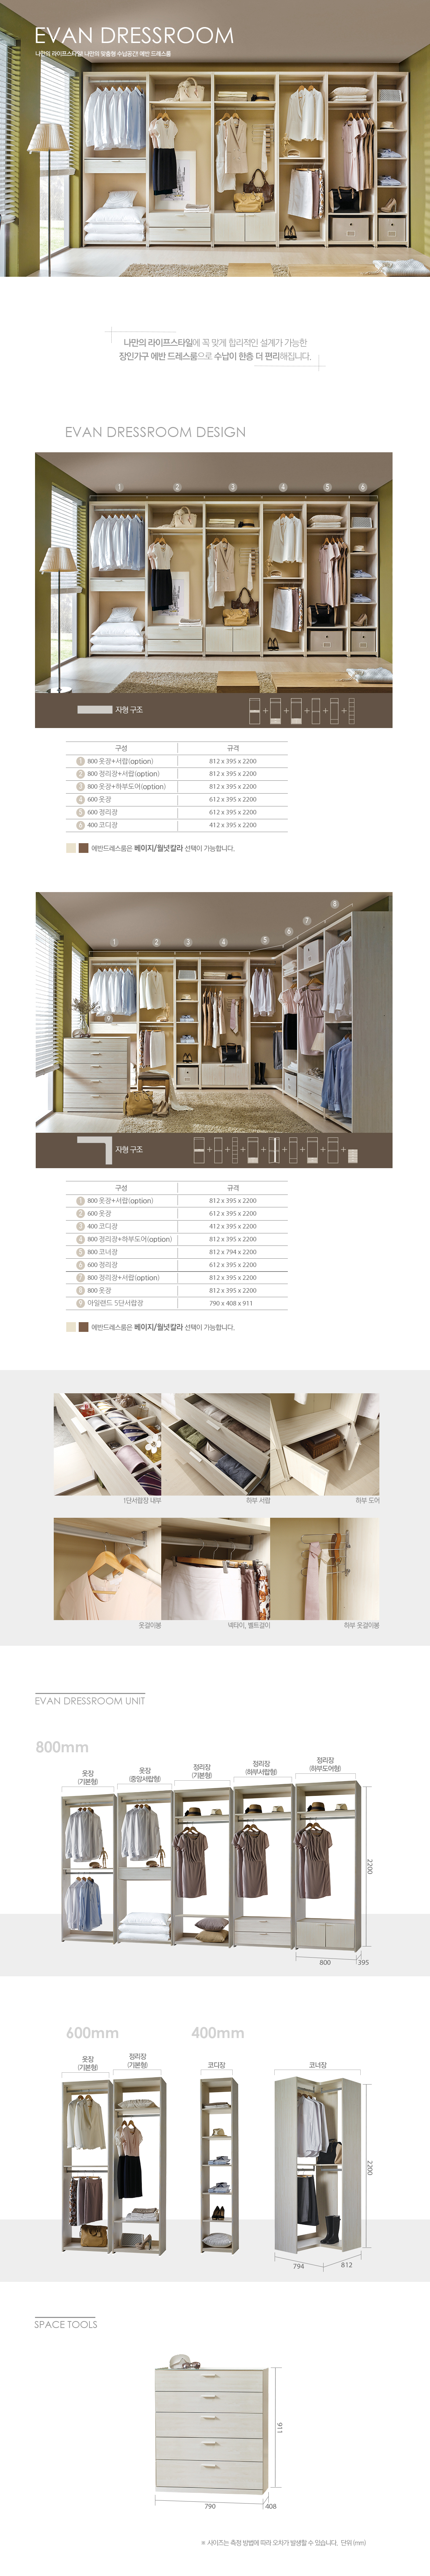 EVAN DRESSROOM
나만의 라이프스타일! 나만의 맞춤형 수납공간! 에반 드레스룸
나만의 라이프스타일에 꼭 맞게 합리적인 설계가 가능한
장인가구 에반 드레스룸으로 수납이 한층 더 편리해집니다.
EVAN DRESSROOM DESIGN
1 2 3 4 5 6
자형 구조
구성 규격
1 800 옷장+서랍(option) 812 x 395 x 2200
2 800 정리장+서랍(option) 812 x 395 x 2200
3 800 옷장+하부도어(option) 812 x 395 x 2200
4 600 옷장 612 x 395 x 2200
5 600 정리장 612 x 395 x 2200
6 400 코디장 412 x 395 x 2200
에반드레스룸은 베이지/월넛칼라 선택이 가능합니다.
1 2 3 4 5 6 7 8
9
자형 구조
구성 규격
1 800 옷장+서랍(option) 812 x 395 x 2200
2 600 옷장 612 x 395 x 2200
3 400 코디장 412 x 395 x 2200
4 800 정리장+하부도어(option) 812 x 395 x 2200
5 800 코너장 812 x 794 x 2200
6 600 정리장 612 x 395 x 2200
7 800 정리장+서랍(option) 812 x 395 x 2200
8 800 옷장 812 x 395 x 2200
9 아일랜드 5단서랍장 790 x 408 x 911
에반드레스룸은 베이지/월넛칼라 선택이 가능합니다.
1단서랍장 내부 하부 서랍 하부 도어
옷걸이봉 넥타이, 벨트걸이 하부 옷걸이봉
EVAN DRESSROOM UNIT
800mm
옷장 (기본형)
옷장 (중앙서랍형)
정리장 (기본형)
정리장 (하부서랍형)
정리장 (하부도어형)
2200
800 395
600mm 400mm
옷장 (기본형)
정리장 (기본형)
코디장
코너장
2200
794 812
SPACE TOOLS
911
790 408
※ 사이즈는 측정 방법에 따라 오차가 발생할 수 있습니다. 단위 (mm)